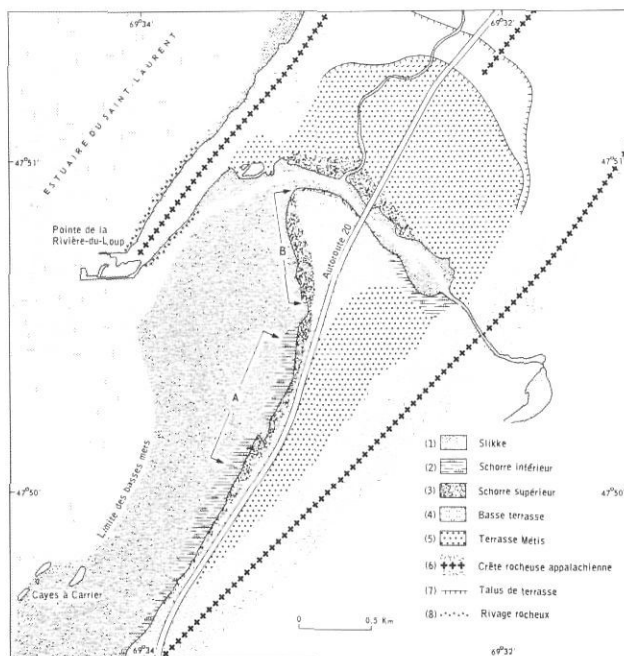 69°34'
69°32'
ESTUAIRE DU SAINT-LAURENT
47°51'
47°51'
Pointe de la
Rivière-du-Loup
Autoroute 20
B
A
Limite des basses mers
47°50'
47°50'
Cayes à Carrier
(1) Slikke
(2) Schorre inférieur
(3) Schorre supérieur
(4) Basse terrasse
(5) Terrasse Métis
(6) Crête rocheuse appalachienne
(7) Talus de terrasse
(8) Rivage rocheux
0 0,5 Km
69°34'
69°32'